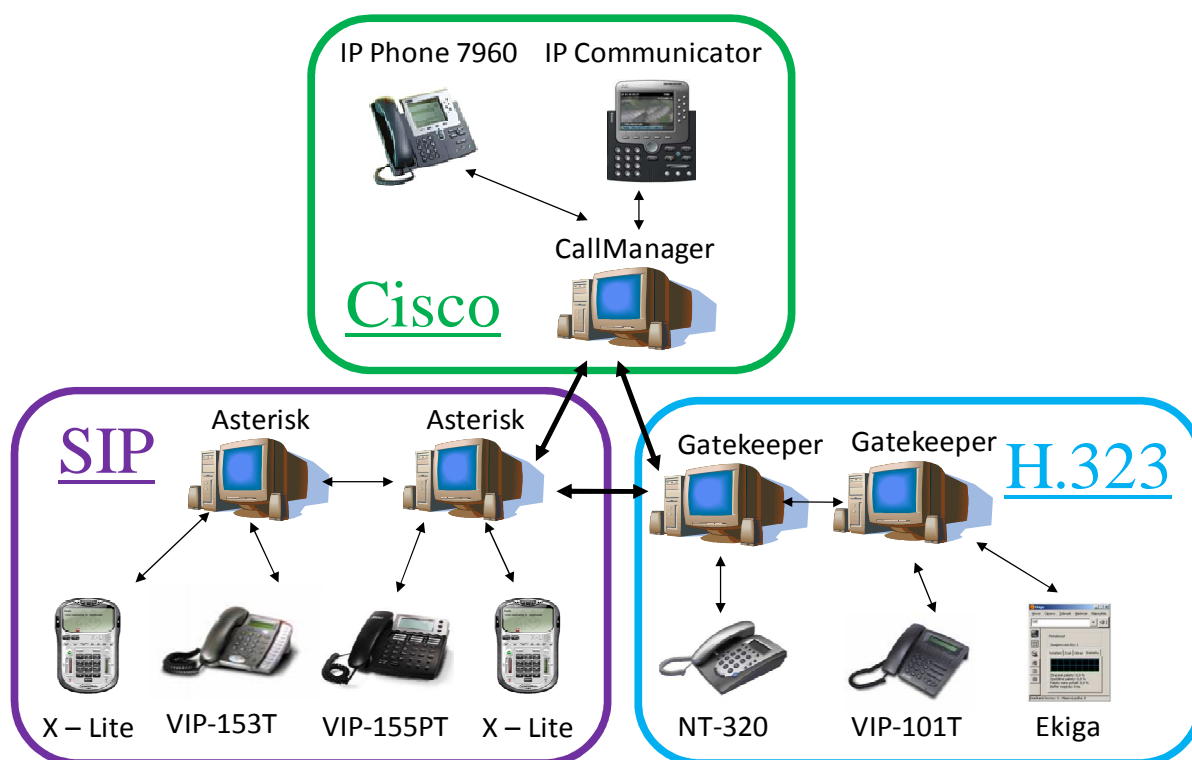 IP Phone 7960
IP Communicator
CallManager
Cisco
SIP
Asterisk
Asterisk
X – Lite
VIP-153T
VIP-155PT
X – Lite
Gatekeeper
Gatekeeper
H.323
NT-320
VIP-101T
Ekiga